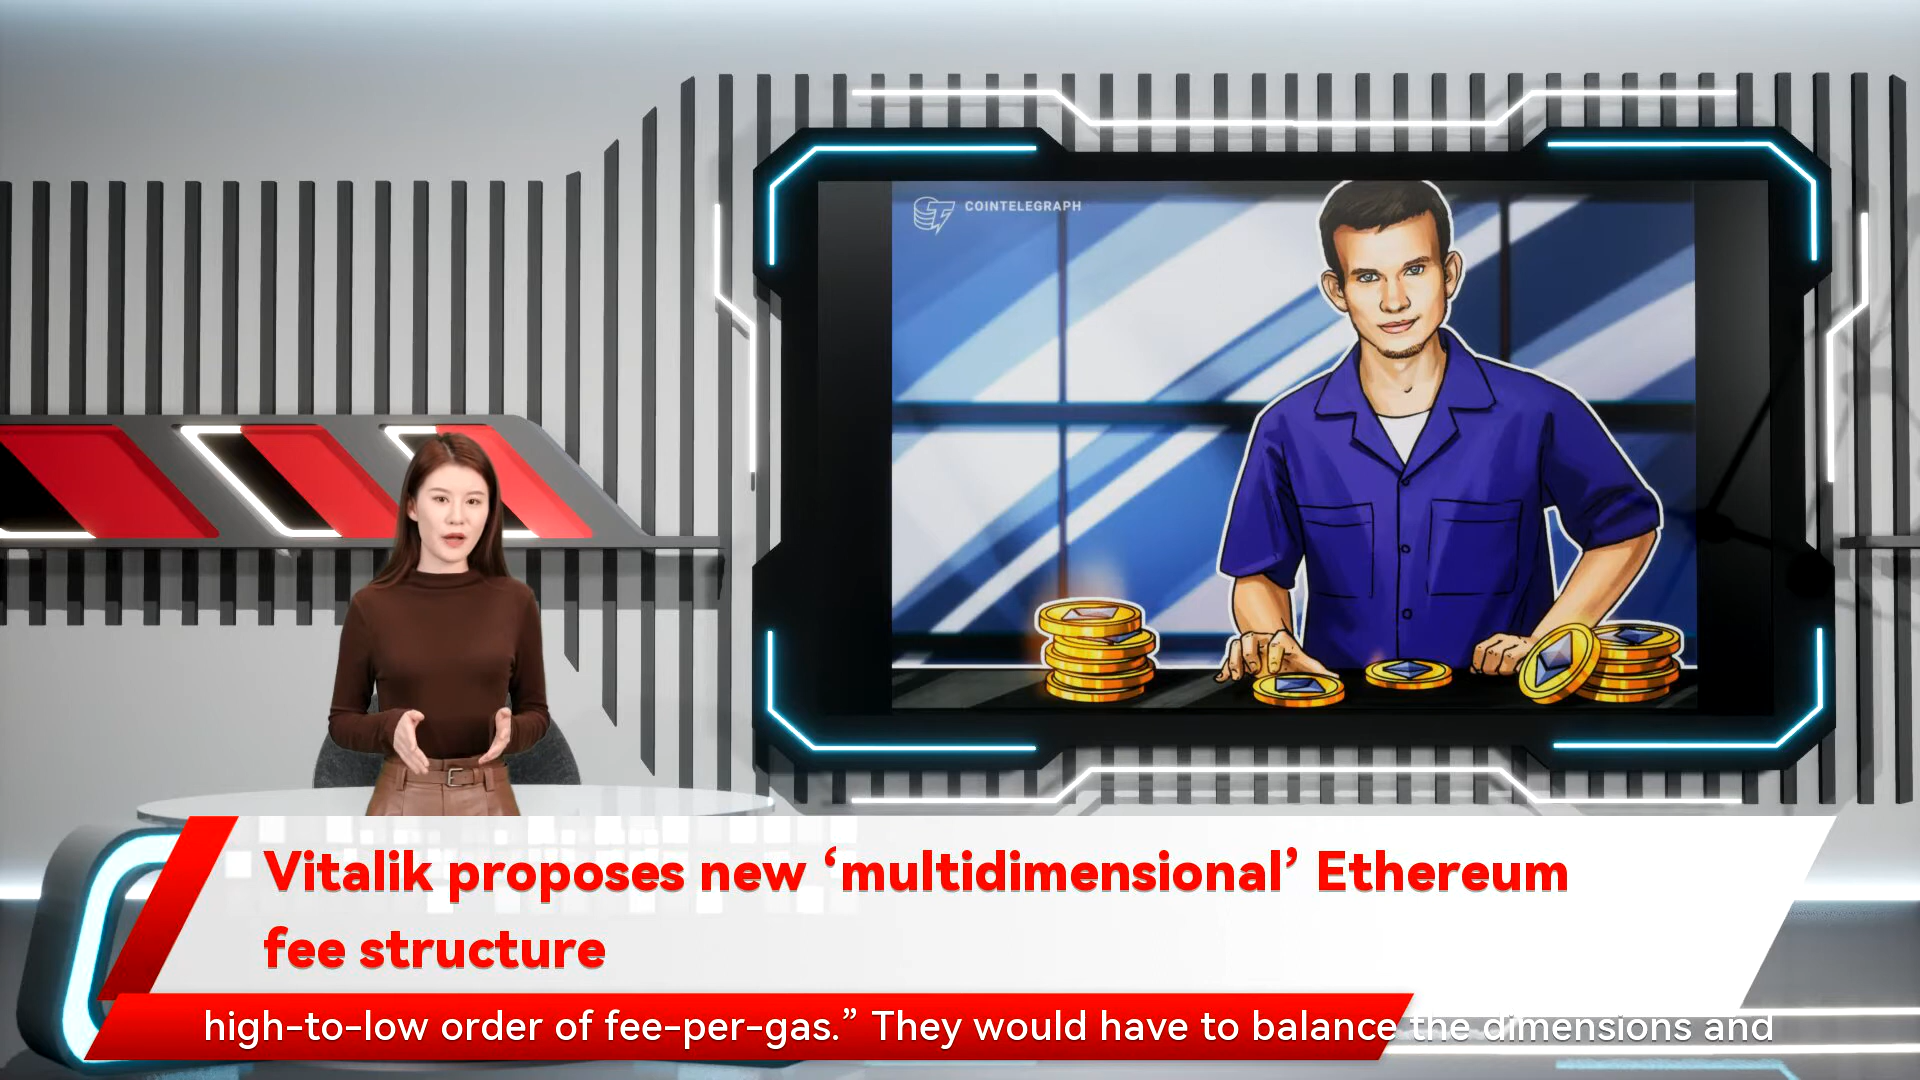 COINTELEGRAPH
Vitalik proposes new ‘multidimensional’ Ethereum
fee structure
high-to-low order of fee-per-gas.” They would have to balance the dimensions and